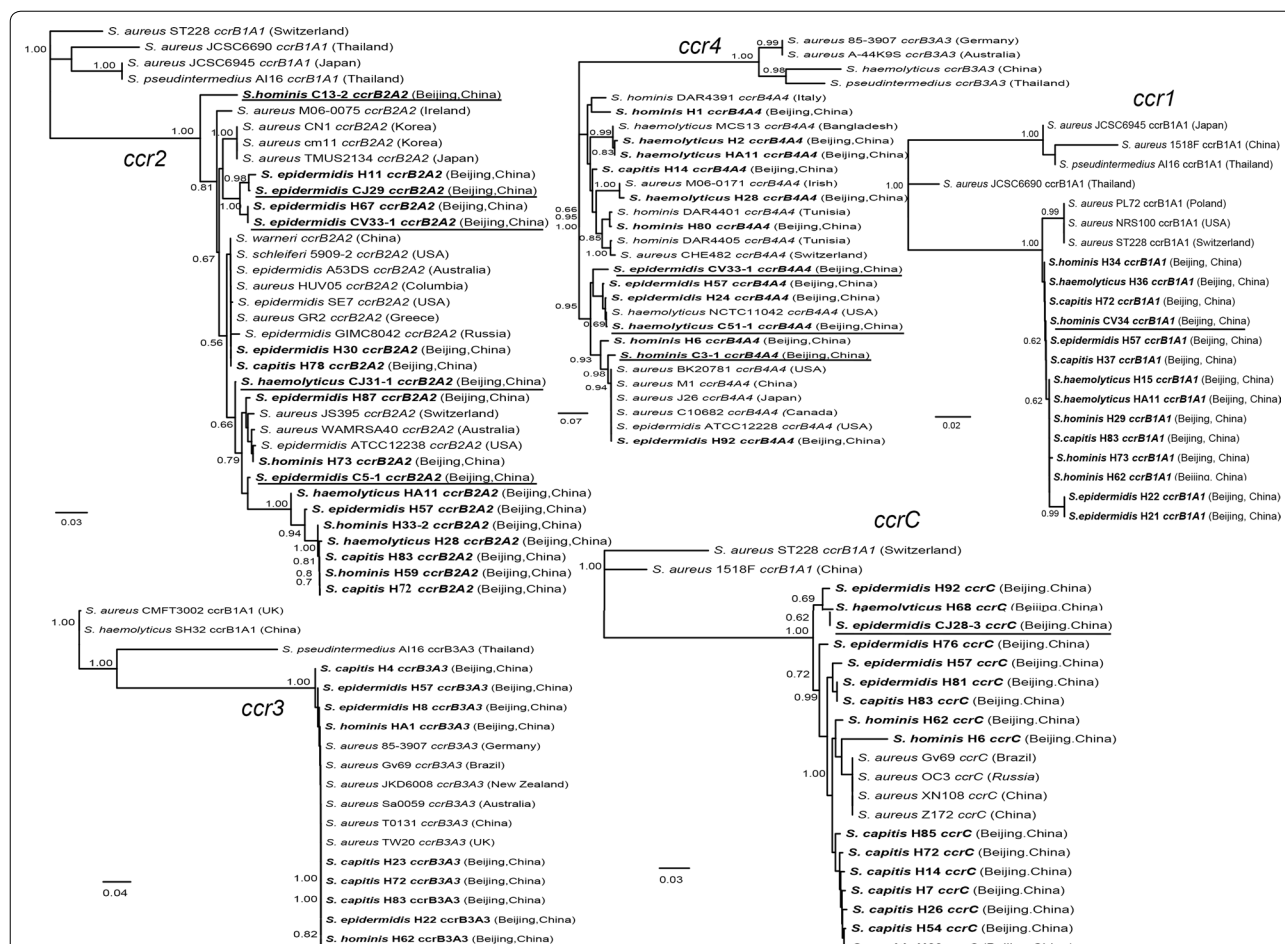 S. aureus ST228 ccrB1A1 (Switzerland)
1.00
S. aureus JCSC6690 ccrB1A1 (Thailand)
S. aureus JCSC6945 ccrB1A1 (Japan)
1.00
S. pseudintermedius AI16 ccrB1A1 (Thailand)
S.hominis C13-2 ccrB2A2 (Beijing,China)
S. aureus M06-0075 ccrB2A2 (Ireland)
1.00
ccr2
S. aureus CN1 ccrB2A2 (Korea)
1.00
S. aureus cm11 ccrB2A2 (Korea)
S. aureus TMUS2134 ccrB2A2 (Japan)
0.81
S. epidermidis H11 ccrB2A2 (Beijing,China)
0.98
S. epidermidis CJ29 ccrB2A2 (Beijing,China)
S. epidermidis H67 ccrB2A2 (Beijing,China)
1.00
S. epidermidis CV33-1 ccrB2A2 (Beijing,China)
S. warneri ccrB2A2 (China)
0.67
S. schleiferi 5909-2 ccrB2A2 (USA)
S. epidermidis A53DS ccrB2A2 (Australia)
S. aureus HUV05 ccrB2A2 (Columbia)
S. epidermidis SE7 ccrB2A2 (USA)
S. aureus GR2 ccrB2A2 (Greece)
S. epidermidis GIMC8042 ccrB2A2 (Russia)
0.56
S. epidermidis H30 ccrB2A2 (Beijing,China)
S. capitis H78 ccrB2A2 (Beijing,China)
S. haemolyticus CJ31-1 ccrB2A2 (Beijing,China)
S. epidermidis H87 ccrB2A2 (Beijing,China)
S. aureus JS395 ccrB2A2 (Switzerland)
0.66
S. aureus WAMRSA40 ccrB2A2 (Australia)
S. epidermidis ATCC12238 ccrB2A2 (USA)
0.79
S.hominis H73 ccrB2A2 (Beijing,China)
S. epidermidis C5-1 ccrB2A2 (Beijing,China)
S. haemolyticus HA11 ccrB2A2 (Beijing,China)
1.00
S. epidermidis H57 ccrB2A2 (Beijing,China)
0.03
S.hominis H33-2 ccrB2A2 (Beijing,China)
0.94
S. haemolyticus H28 ccrB2A2 (Beijing,China)
1.00
S. capitis H83 ccrB2A2 (Beijing,China)
0.81
S.hominis H59 ccrB2A2 (Beijing,China)
0.8
S. capitis H72 ccrB2A2 (Beijing,China)
0.7
ccr4
S. aureus 85-3907 ccrB3A3 (Germany)
0.99
S. aureus A-44K9S ccrB3A3 (Australia)
1.00
S. haemolyticus ccrB3A3 (China)
0.98
S. pseudintermedius ccrB3A3 (Thailand)
S. hominis DAR4391 ccrB4A4 (Italy)
S. hominis H1 ccrB4A4 (Beijing,China)
S. haemolyticus MCS13 ccrB4A4 (Bangladesh)
0.99
S. haemolyticus H2 ccrB4A4 (Beijing,China)
0.83
S. haemolyticus HA11 ccrB4A4 (Beijing,China)
S. capitis H14 ccrB4A4 (Beijing,China)
1.00
S. aureus M06-0171 ccrB4A4 (Irish)
S. haemolyticus H28 ccrB4A4 (Beijing,China)
0.66
S. hominis DAR4401 ccrB4A4 (Tunisia)
0.95
S. hominis H80 ccrB4A4 (Beijing,China)
1.00
0.85
S. hominis DAR4405 ccrB4A4 (Tunisia)
1.00
S. aureus CHE482 ccrB4A4 (Switzerland)
S. epidermidis CV33-1 ccrB4A4 (Beijing,China)
S. epidermidis H57 ccrB4A4 (Beijing,China)
S. epidermidis H24 ccrB4A4 (Beijing,China)
0.95
S. haemolyticus NCTC11042 ccrB4A4 (USA)
0.69
S. haemolyticus C51-1 ccrB4A4 (Beijing,China)
S. hominis H6 ccrB4A4 (Beijing,China)
0.93
S. hominis C3-1 ccrB4A4 (Beijing,China)
0.98
S. aureus BK20781 ccrB4A4 (USA)
0.94
S. aureus M1 ccrB4A4 (China)
S. aureus J26 ccrB4A4 (Japan)
S. aureus C10682 ccrB4A4 (Canada)
0.07
S. epidermidis ATCC12228 ccrB4A4 (USA)
S. epidermidis H92 ccrB4A4 (Beijing,China)
ccr1
S. aureus JCSC6945 ccrB1A1 (Japan)
1.00
S. aureus 1518F ccrB1A1 (China)
S. pseudintermedius AI16 ccrB1A1 (Thailand)
1.00
S. aureus JCSC6690 ccrB1A1 (Thailand)
S. aureus PL72 ccrB1A1 (Poland)
0.99
S. aureus NRS100 ccrB1A1 (USA)
S. aureus ST228 ccrB1A1 (Switzerland)
1.00
S.hominis H34 ccrB1A1 (Beijing, China)
S.haemolyticus H36 ccrB1A1 (Beijing, China)
S.capitis H72 ccrB1A1 (Beijing, China)
S.hominis CV34 ccrB1A1 (Beijing, China)
S.epidermidis H57 ccrB1A1 (Beijing, China)
0.62
S.capitis H37 ccrB1A1 (Beijing, China)
S.haemolyticus H15 ccrB1A1 (Beijing, China)
0.62
S.haemolyticus HA11 ccrB1A1 (Beijing, China)
0.02
S.hominis H29 ccrB1A1 (Beijing, China)
S.capitis H83 ccrB1A1 (Beijing, China)
S.hominis H73 ccrB1A1 (Beijing, China)
S.hominis H62 ccrB1A1 (Beijing, China)
S.epidermidis H22 ccrB1A1 (Beijing, China)
0.99
S.epidermidis H21 ccrB1A1 (Beijing, China)
S. aureus CMFT3002 ccrB1A1 (UK)
1.00
S. haemolyticus SH32 ccrB1A1 (China)
S. pseudintermedius AI16 ccrB3A3 (Thailand)
1.00
S. capitis H4 ccrB3A3 (Beijing,China)
1.00
S. epidermidis H57 ccrB3A3 (Beijing,China)
ccr3
S. epidermidis H8 ccrB3A3 (Beijing,China)
S. hominis HA1 ccrB3A3 (Beijing,China)
S. aureus 85-3907 ccrB3A3 (Germany)
S. aureus Gv69 ccrB3A3 (Brazil)
S. aureus JKD6008 ccrB3A3 (New Zealand)
S. aureus Sa0059 ccrB3A3 (Australia)
S. aureus T0131 ccrB3A3 (China)
S. aureus TW20 ccrB3A3 (UK)
S. capitis H23 ccrB3A3 (Beijing,China)
0.04
1.00
S. capitis H72 ccrB3A3 (Beijing,China)
1.00
S. capitis H83 ccrB3A3 (Beijing,China)
S. epidermidis H22 ccrB3A3 (Beijing,China)
0.82
S. hominis H62 ccrB3A3 (Beijing,China)
ccrC
S. aureus ST228 ccrB1A1 (Switzerland)
1.00
S. aureus 1518F ccrB1A1 (China)
S. epidermidis H92 ccrC (Beijing.China)
0.69
S. haemolyticus H68 ccrC (Beijing.China)
0.62
S. epidermidis CJ28-3 ccrC (Beijing.China)
1.00
S. epidermidis H76 ccrC (Beijing.China)
S. epidermidis H57 ccrC (Beijing.China)
0.72
S. epidermidis H81 ccrC (Beijing.China)
0.99
S. capitis H83 ccrC (Beijing.China)
S. hominis H62 ccrC (Beijing.China)
S. hominis H6 ccrC (Beijing.China)
S. aureus Gv69 ccrC (Brazil)
1.00
S. aureus OC3 ccrC (Russia)
S. aureus XN108 ccrC (China)
S. aureus Z172 ccrC (China)
S. capitis H85 ccrC (Beijing.China)
S. capitis H72 ccrC (Beijing.China)
0.03
S. capitis H14 ccrC (Beijing.China)
S. capitis H7 ccrC (Beijing.China)
S. capitis H26 ccrC (Beijing.China)
S. capitis H54 ccrC (Beijing.China)